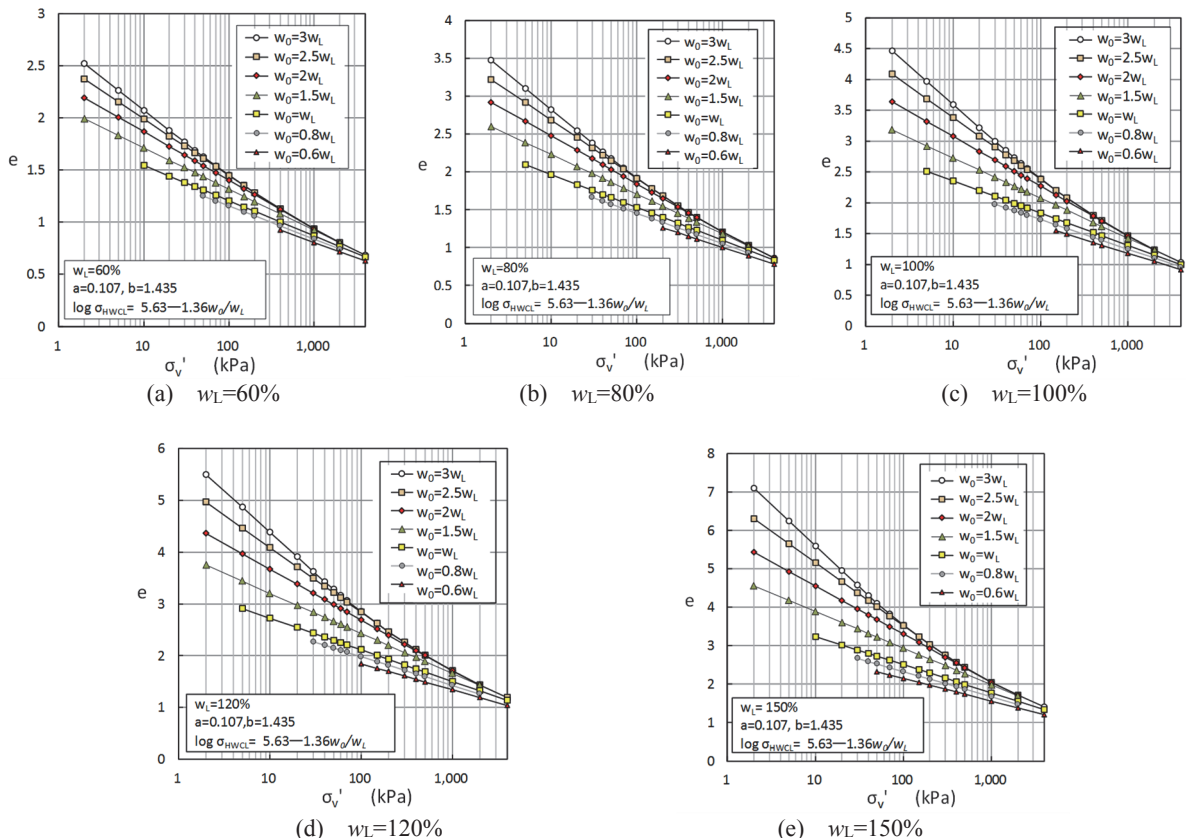 3
2.5
2
1.5
1
0.5
0
e
1
10
100
1,000
σv' (kPa)
w0=3wL
w0=2.5wL
w0=2wL
w0=1.5wL
w0=wL
w0=0.8wL
w0=0.6wL
wL=60%
a=0.107, b=1.435
log σHWCL= 5.63—1.36w0/wL
(a) wL=60%
4
3.5
3
2.5
2
1.5
1
0.5
0
e
1
10
100
1,000
σv' (kPa)
w0=3wL
w0=2.5wL
w0=2wL
w0=1.5wL
w0=wL
w0=0.8wL
w0=0.6wL
wL=80%
a=0.107, b=1.435
log σHWCL= 5.63—1.36w0/wL
(b) wL=80%
5
4.5
4
3.5
3
2.5
2
1.5
1
0.5
0
e
1
10
100
1,000
σv' (kPa)
w0=3wL
w0=2.5wL
w0=2wL
w0=1.5wL
w0=wL
w0=0.8wL
w0=0.6wL
wL=100%
a=0.107, b=1.435
log σHWCL= 5.63—1.36w0/wL
(c) wL=100%
6
5
4
3
2
1
0
e
1
10
100
1,000
σv' (kPa)
w0=3wL
w0=2.5wL
w0=2wL
w0=1.5wL
w0=wL
w0=0.8wL
w0=0.6wL
wL=120%
a=0.107,b=1.435
log σHWCL= 5.63—1.36w0/wL
(d) wL=120%
8
7
6
5
4
3
2
1
0
e
1
10
100
1,000
σv' (kPa)
w0=3wL
w0=2.5wL
w0=2wL
w0=1.5wL
w0=wL
w0=0.8wL
w0=0.6wL
wL= 150%
a=0.107, b=1.435
log σHWCL= 5.63—1.36w0/wL
(e) wL=150%